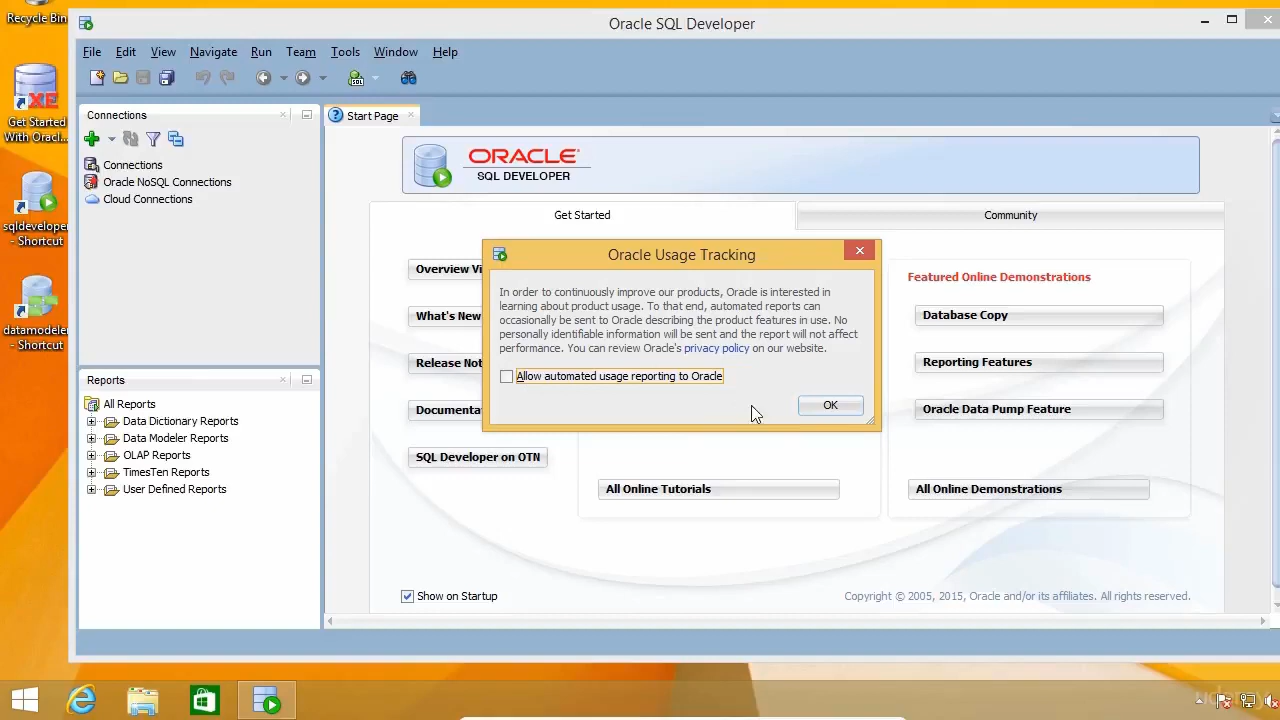 Recycle Bin
Oracle SQL Developer
File Edit View Navigate Run Team Tools Window Help
SQL
XE
Get Started
With Oracl...
Connections
Start Page
Connections
Oracle NoSQL Connections
Cloud Connections
ORACLE
SQL DEVELOPER
sqldeveloper
- Shortcut
Get Started
Community
Oracle Usage Tracking
Overview Vi
In order to continuously improve our products, Oracle is interested in
learning about product usage. To that end, automated reports can
occasionally be sent to Oracle describing the product features in use. No
personally identifiable information will be sent and the report will not affect
performance. You can review Oracle's privacy policy on our website.
Allow automated usage reporting to Oracle
OK
What's New
Release Not
Documenta
SQL Developer on OTN
All Online Tutorials
Featured Online Demonstrations
Database Copy
Reporting Features
Oracle Data Pump Feature
All Online Demonstrations
datamodeler
- Shortcut
Reports
All Reports
Data Dictionary Reports
Data Modeler Reports
OLAP Reports
TimesTen Reports
User Defined Reports
Show on Startup
Copyright © 2005, 2015, Oracle and/or its affiliates. All rights reserved.